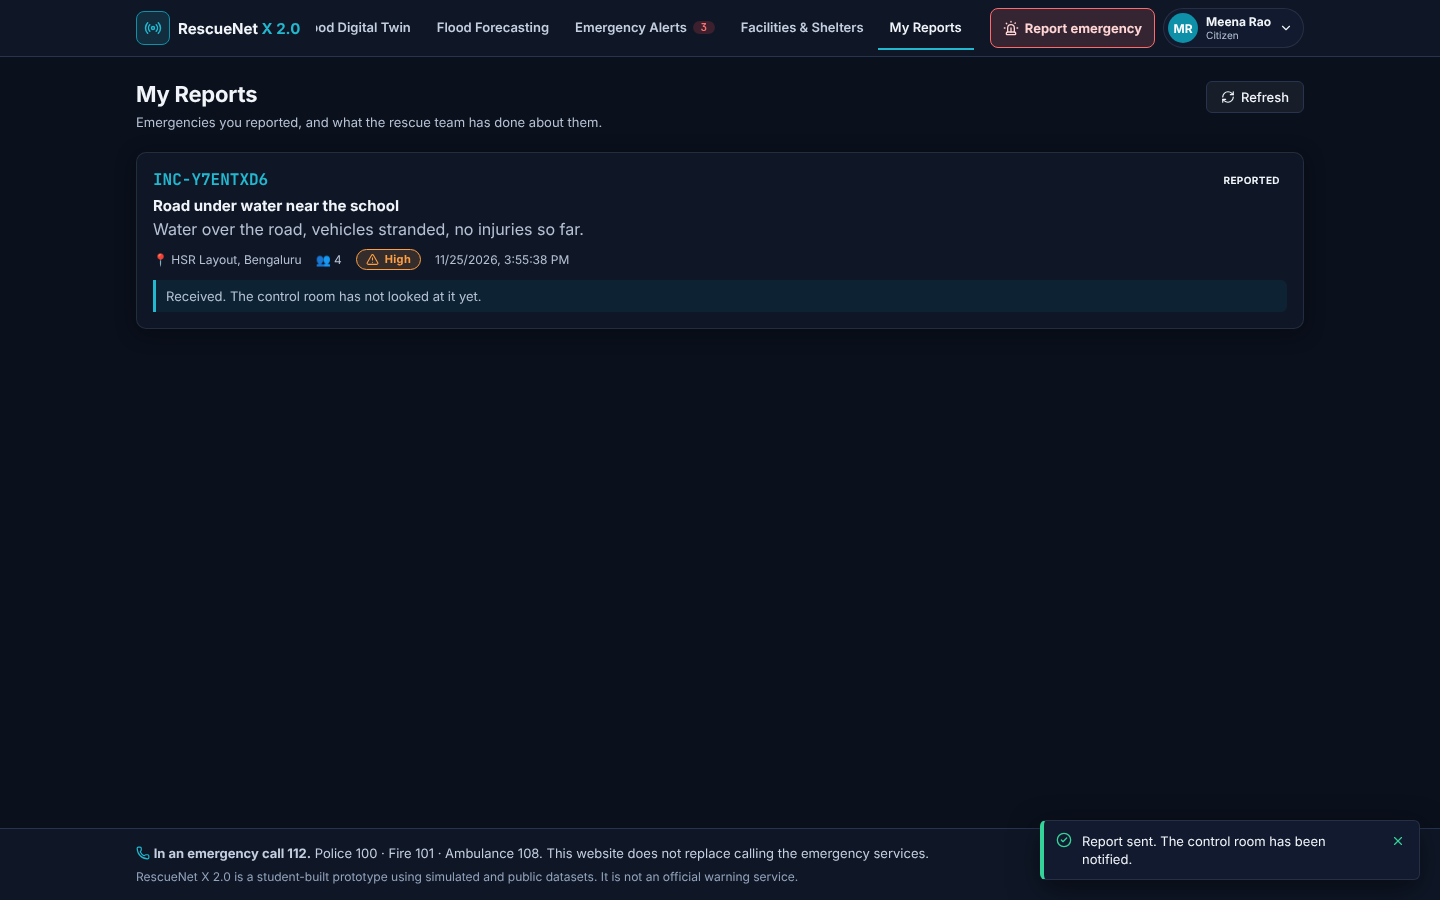 RescueNet X 2.0
ood Digital Twin
Flood Forecasting
Emergency Alerts 3
Facilities & Shelters
My Reports
Report emergency
MR
Meena Rao
Citizen
My Reports
Refresh
Emergencies you reported, and what the rescue team has done about them.
INC-Y7ENTXD6
REPORTED
Road under water near the school
Water over the road, vehicles stranded, no injuries so far.
📍 HSR Layout, Bengaluru 👥 4 High 11/25/2026, 3:55:38 PM
Received. The control room has not looked at it yet.
In an emergency call 112. Police 100 · Fire 101 · Ambulance 108. This website does not replace calling the emergency services.
RescueNet X 2.0 is a student-built prototype using simulated and public datasets. It is not an official warning service.
Report sent. The control room has been
notified.